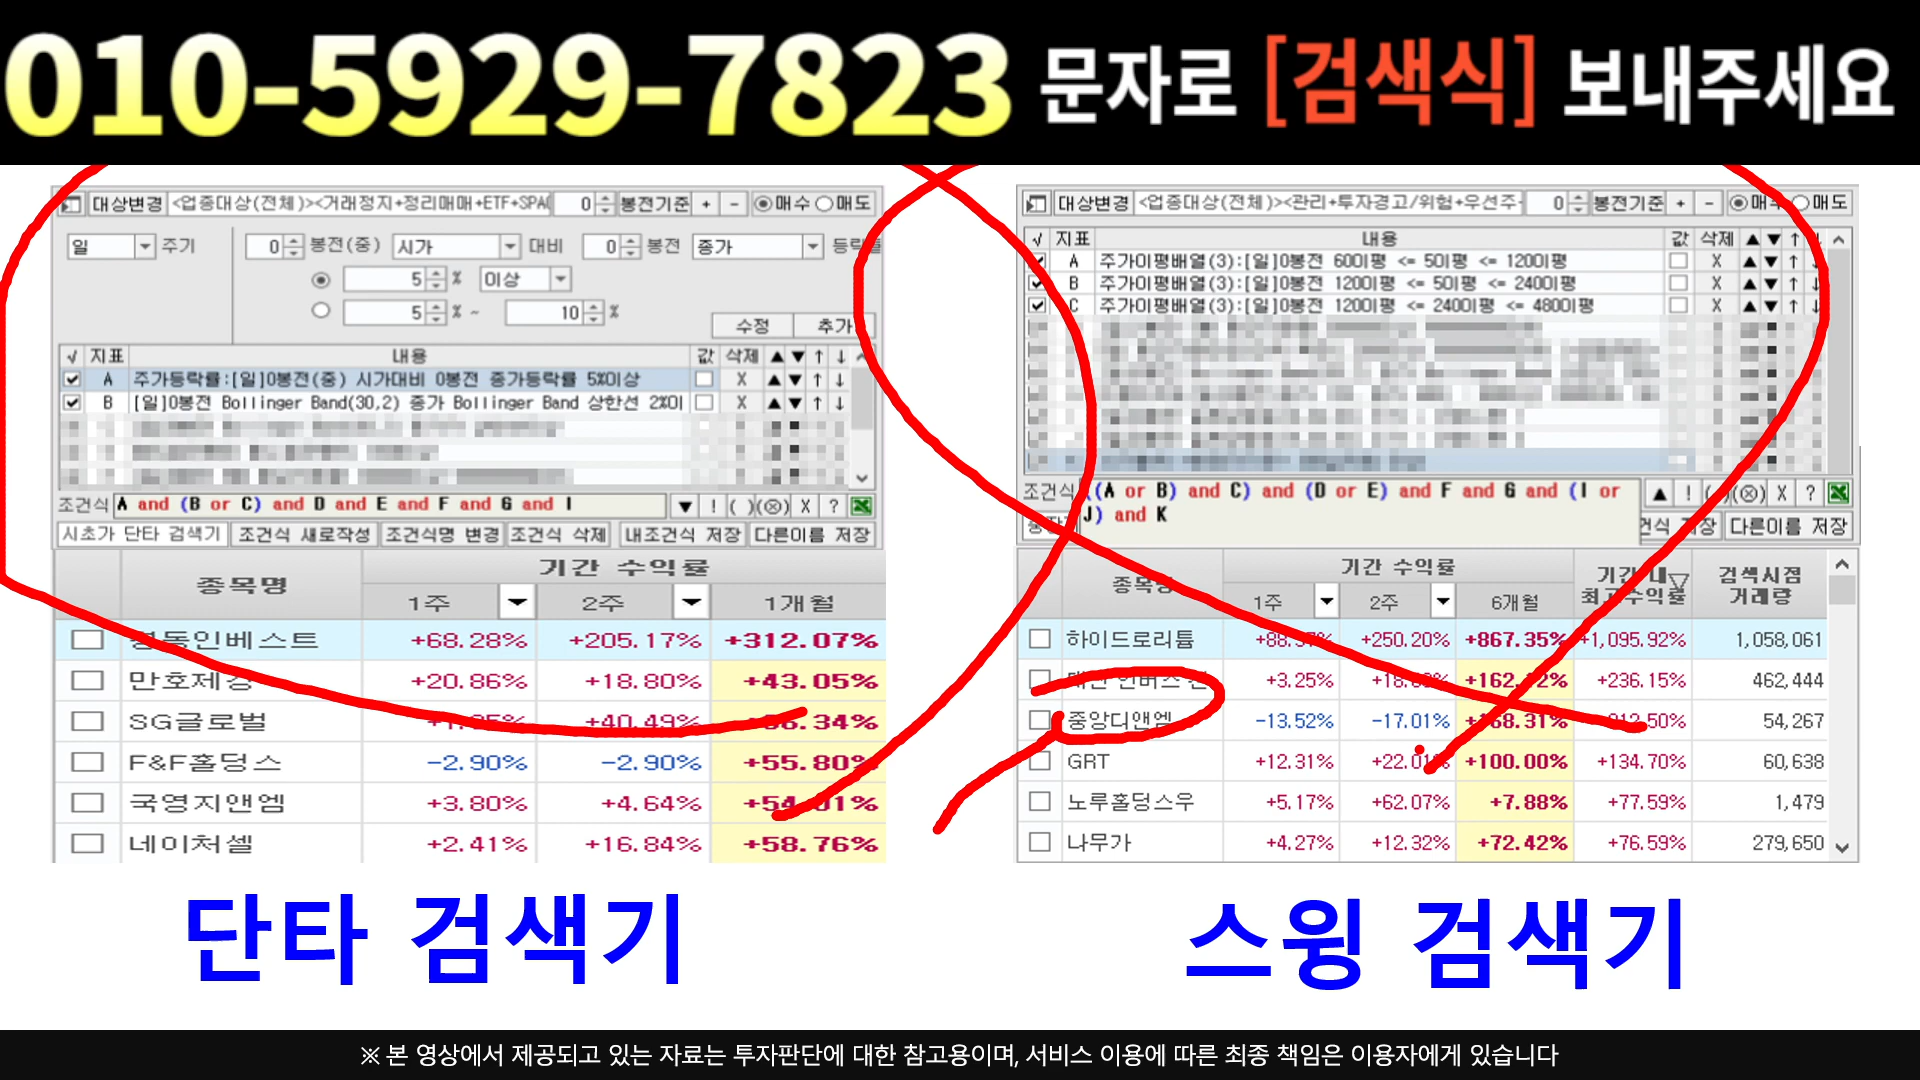 010-5929-7823 문자로 [검색식] 보내주세요
대상변경 <업종대상(전체)><거래정지+정리매매+ETF+SPAC 0 봉전기준 + - 매수 매도
일 주기 0 봉전(중) 시가 대비 0 봉전 종가
5 % 이상
5 % ~ 10 %
수정 추가
√ 지표 내용 값 삭제 ▲ ▼ ↑ ↓
A 주가등락률:[일]0봉전(중) 시가대비 0봉전 종가등락률 5%이상 X ▲ ▼ ↑ ↓
B [일]0봉전 Bollinger Band(30,2) 종가 Bollinger Band 상한선 2%이 X ▲ ▼ ↑ ↓
조건식 A and (B or C) and D and E and F and G and I ▼ ! ( ) (⊗) X ?
시초가 단타 검색기 조건식 새로작성 조건식명 변경 조건식 삭제 내조건식 저장 다른이름 저장
종목명 기간 수익률
1주 2주 1개월
+68.28% +205.17% +312.07%
만호제강 +20.86% +18.80% +43.05%
SG글로벌 +40.49%
F&F홀딩스 -2.90% -2.90% +55.80%
국영지앤엠 +3.80% +4.64%
네이처셀 +2.41% +16.84% +58.76%
단타 검색기
대상변경 <업종대상(전체)><관리+투자경고/위험+우선주+ 0 봉전기준 + - 매수 매도
√ 지표 내용 값 삭제 ▲ ▼ ↑
A 주가이평배열(3):[일]0봉전 60이평 <= 5이평 <= 120이평 X ▲ ▼ ↑ ↓
B 주가이평배열(3):[일]0봉전 120이평 <= 5이평 <= 240이평 X ▲ ▼ ↑ ↓
C 주가이평배열(3):[일]0봉전 120이평 <= 240이평 <= 480이평 X ▲ ▼ ↑ ↓
조건식 ((A or B) and C) and (D or E) and F and G and (I or
J) and K
▲ ! (⊗) X ?
저장 다른이름 저장
종목명 기간 수익률 기간 내 최고수익률 검색시점 거래량
1주 2주 6개월
하이드로리튬 +250.20% +867.35% +1,095.92% 1,058,061
+3.25% +236.15% 462,444
중앙디앤엠 -13.52% -17.01% 54,267
GRT +12.31% +100.00% +134.70% 60,638
노루홀딩스우 +5.17% +62.07% +7.88% +77.59% 1,479
나무가 +4.27% +12.32% +72.42% +76.59% 279,650
스윙 검색기
※ 본 영상에서 제공되고 있는 자료는 투자판단에 대한 참고용이며, 서비스 이용에 따른 최종 책임은 이용자에게 있습니다